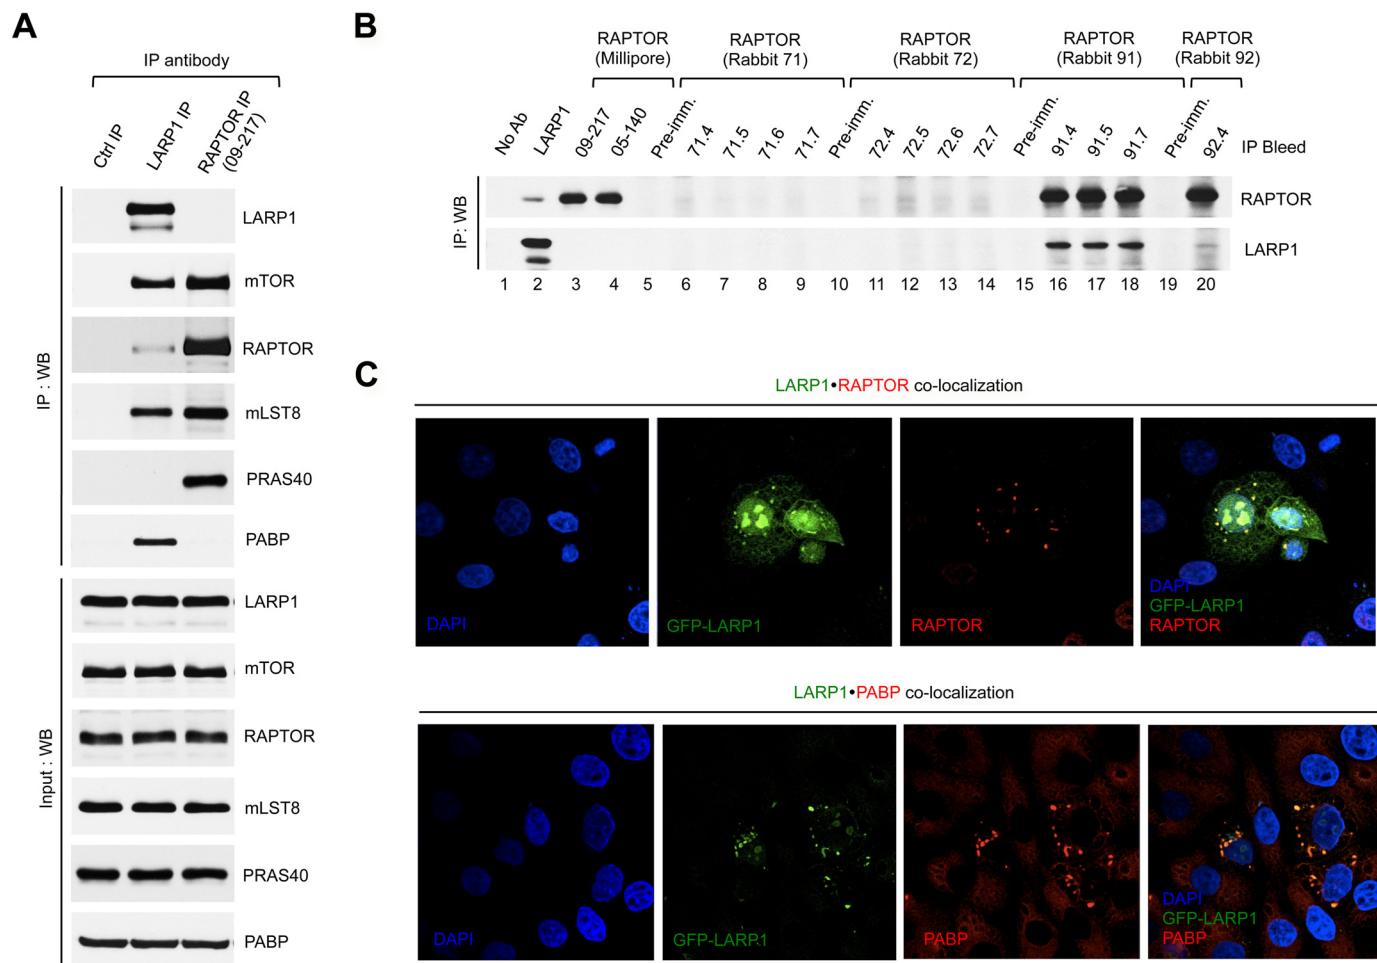 A
IP antibody
Ctrl IP
LARP1 IP
RAPTOR IP
(09-217)
IP : WB
LARP1
mTOR
RAPTOR
mLST8
PRAS40
PABP
Input : WB
LARP1
mTOR
RAPTOR
mLST8
PRAS40
PABP
B
RAPTOR
(Millipore)
RAPTOR
(Rabbit 71)
RAPTOR
(Rabbit 72)
RAPTOR
(Rabbit 91)
RAPTOR
(Rabbit 92)
No Ab
LARP1
09-217
05-140
Pre-imm.
71.4
71.5
71.6
71.7
Pre-imm.
72.4
72.5
72.6
72.7
Pre-imm.
91.4
91.5
91.7
Pre-imm.
92.4
IP Bleed
IP: WB
RAPTOR
LARP1
1 2 3 4 5 6 7 8 9 10 11 12 13 14 15 16 17 18 19 20
C
LARP1•RAPTOR co-localization
DAPI
GFP-LARP1
RAPTOR
DAPI
GFP-LARP1
RAPTOR
LARP1•PABP co-localization
DAPI
GFP-LARP1
PABP
DAPI
GFP-LARP1
PABP